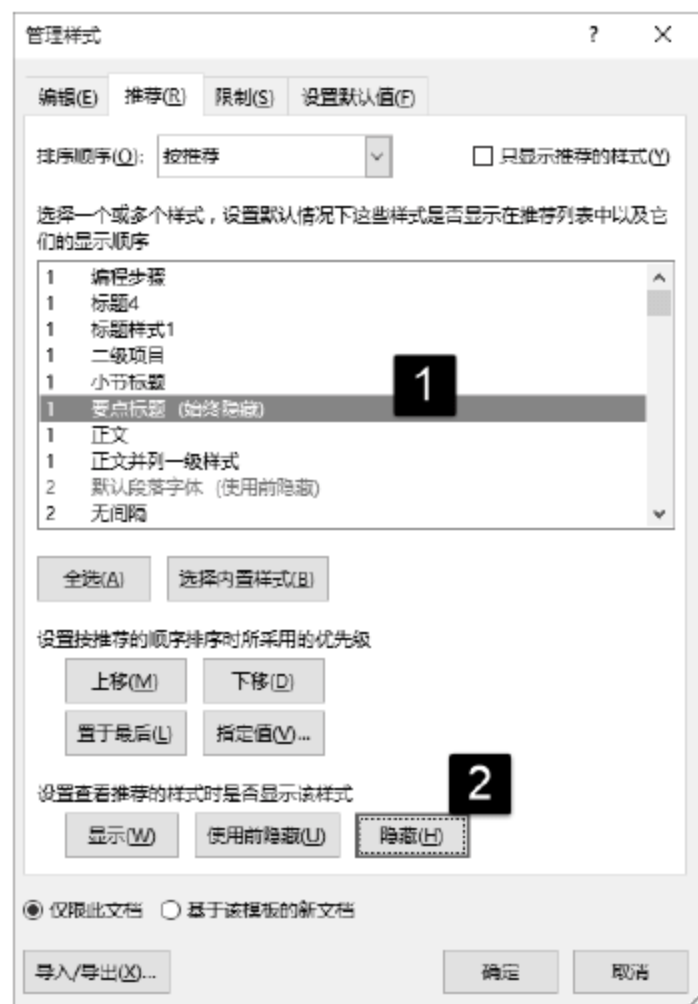 管理样式 ? ×
编辑(E) 推荐(R) 限制(S) 设置默认值(F)
排序顺序(O): 按推荐 只显示推荐的样式(Y)
选择一个或多个样式，设置默认情况下这些样式是否显示在推荐列表中以及它
们的显示顺序
1 编程步骤
1 标题4
1 标题样式1
1 二级项目
1 小节标题
1
1 要点标题 (始终隐藏)
1 正文
1 正文并列一级样式
2 默认段落字体 (使用前隐藏)
2 无间隔
全选(A) 选择内置样式(B)
设置按推荐的顺序排序时所采用的优先级
上移(M) 下移(D)
置于最后(L) 指定值(V)...
2
设置查看推荐的样式时是否显示该样式
显示(W) 使用前隐藏(U) 隐藏(H)
仅限此文档 基于该模板的新文档
导入/导出(X)... 确定 取消